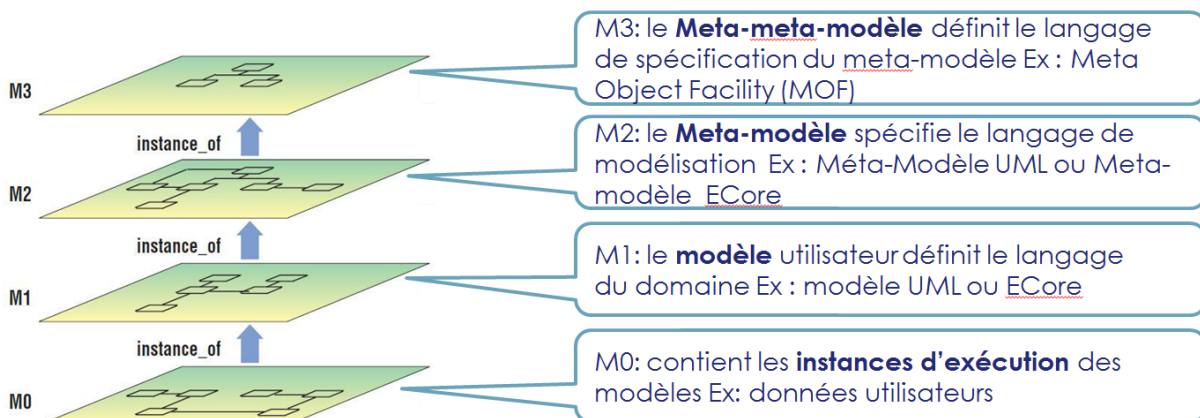 M3: le Meta-meta-modèle définit le langage
de spécification du meta-modèle Ex : Meta
Object Facility (MOF)
M3
instance_of
M2: le Meta-modèle spécifie le langage de
modélisation Ex : Méta-Modèle UML ou Meta-
modèle ECore
M2
instance_of
M1: le modèle utilisateur définit le langage
du domaine Ex : modèle UML ou ECore
M1
instance_of
M0: contient les instances d'exécution des
modèles Ex: données utilisateurs
M0